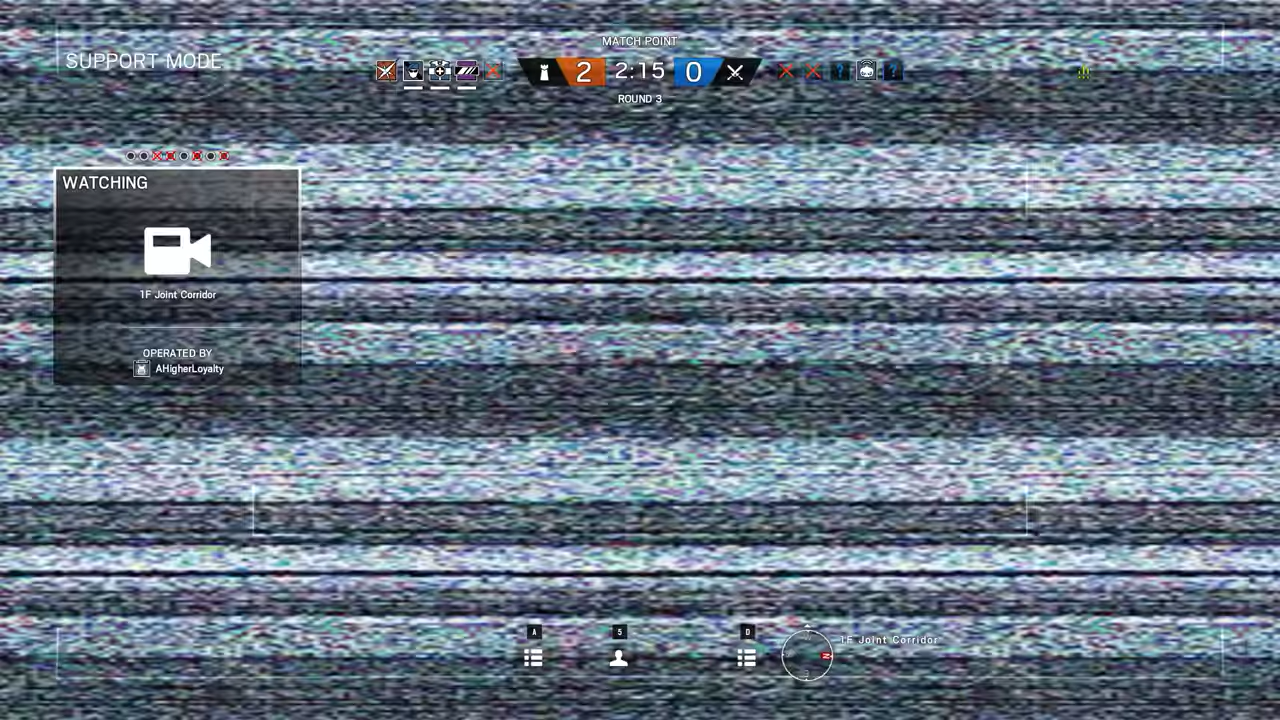 MATCH POINT
SUPPORT MODE
2 2:15 0
? ?
ROUND 3
WATCHING
1F Joint Corridor
OPERATED BY
AHigherLoyalty
A 5 D
1F Joint Corridor
N